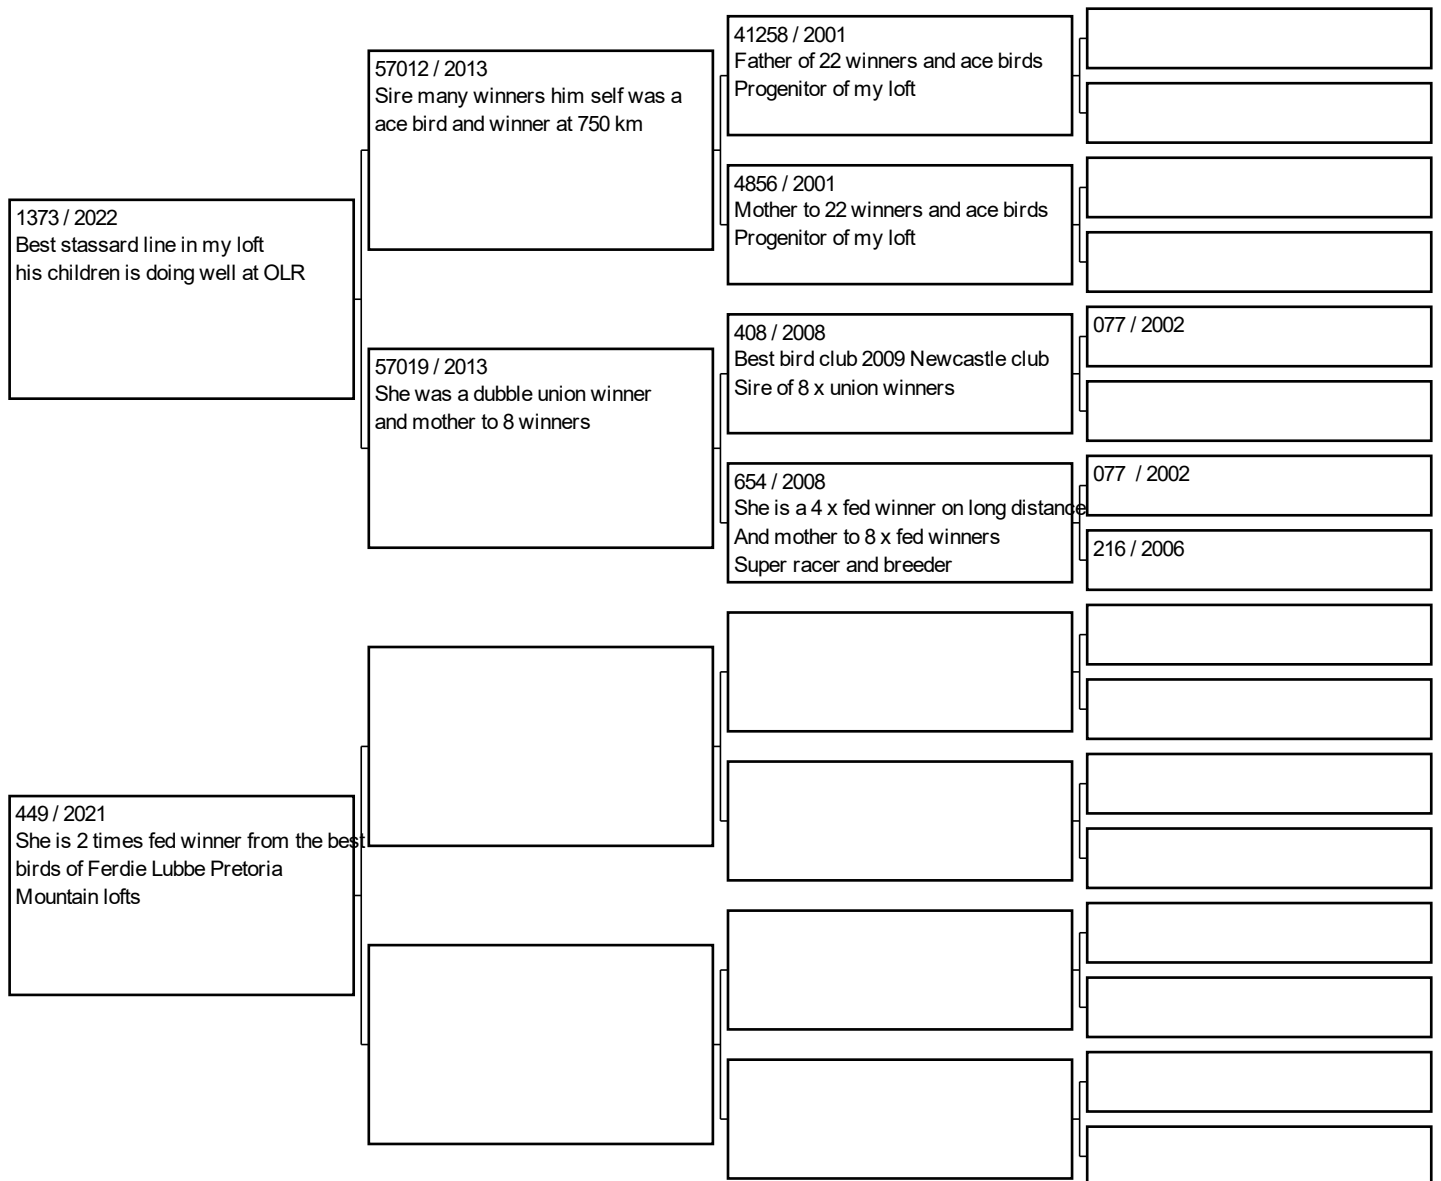 1373 / 2022
Best stassard line in my loft
his children is doing well at OLR
57012 / 2013
Sire many winners him self was a
ace bird and winner at 750 km
57019 / 2013
She was a dubble union winner
and mother to 8 winners
41258 / 2001
Father of 22 winners and ace birds
Progenitor of my loft
4856 / 2001
Mother to 22 winners and ace birds
Progenitor of my loft
408 / 2008
Best bird club 2009 Newcastle club
Sire of 8 x union winners
654 / 2008
She is a 4 x fed winner on long distance
And mother to 8 x fed winners
Super racer and breeder
077 / 2002
077  / 2002
216 / 2006
449 / 2021
She is 2 times fed winner from the best
birds of Ferdie Lubbe Pretoria
Mountain lofts